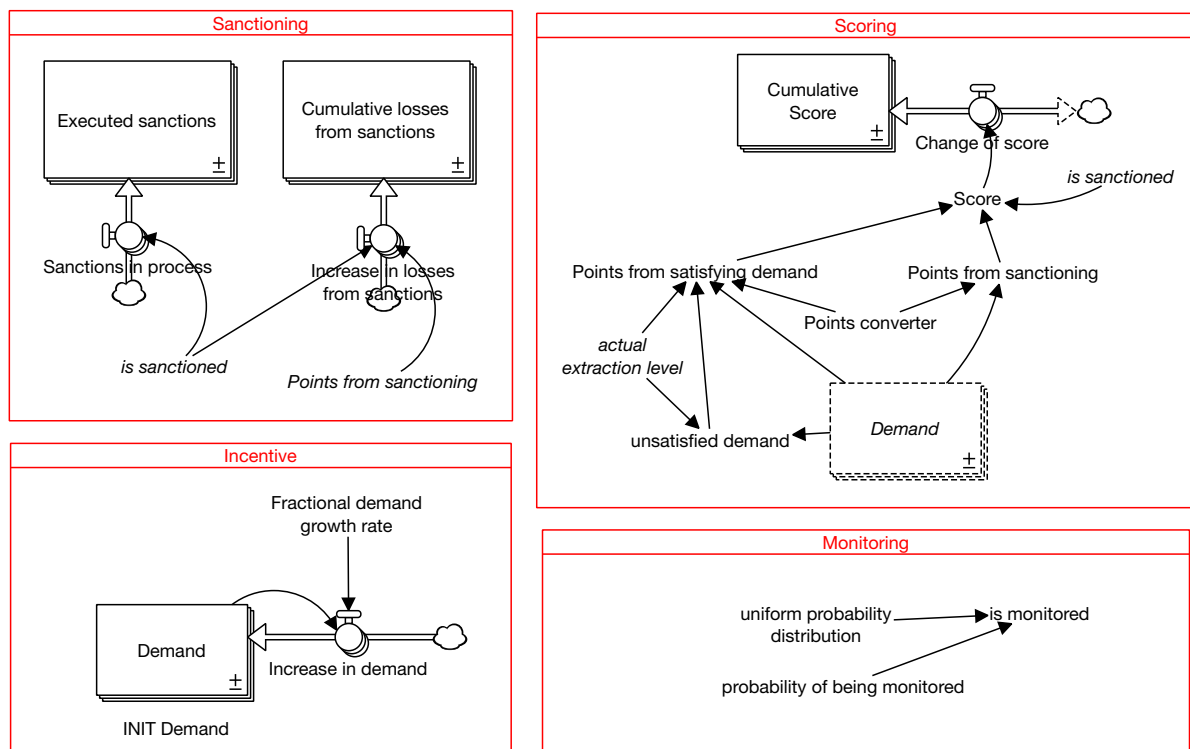 Sanctioning
Executed sanctions
±
Cumulative losses
from sanctions
±
Sanctions in process
Increase in losses
from sanctions
is sanctioned
Points from sanctioning
Scoring
Cumulative
Score
±
Change of score
is sanctioned
Score
Points from satisfying demand
Points from sanctioning
Points converter
actual
extraction level
unsatisfied demand
Demand
±
Incentive
Fractional demand
growth rate
Demand
±
Increase in demand
INIT Demand
Monitoring
uniform probability
distribution
is monitored
probability of being monitored